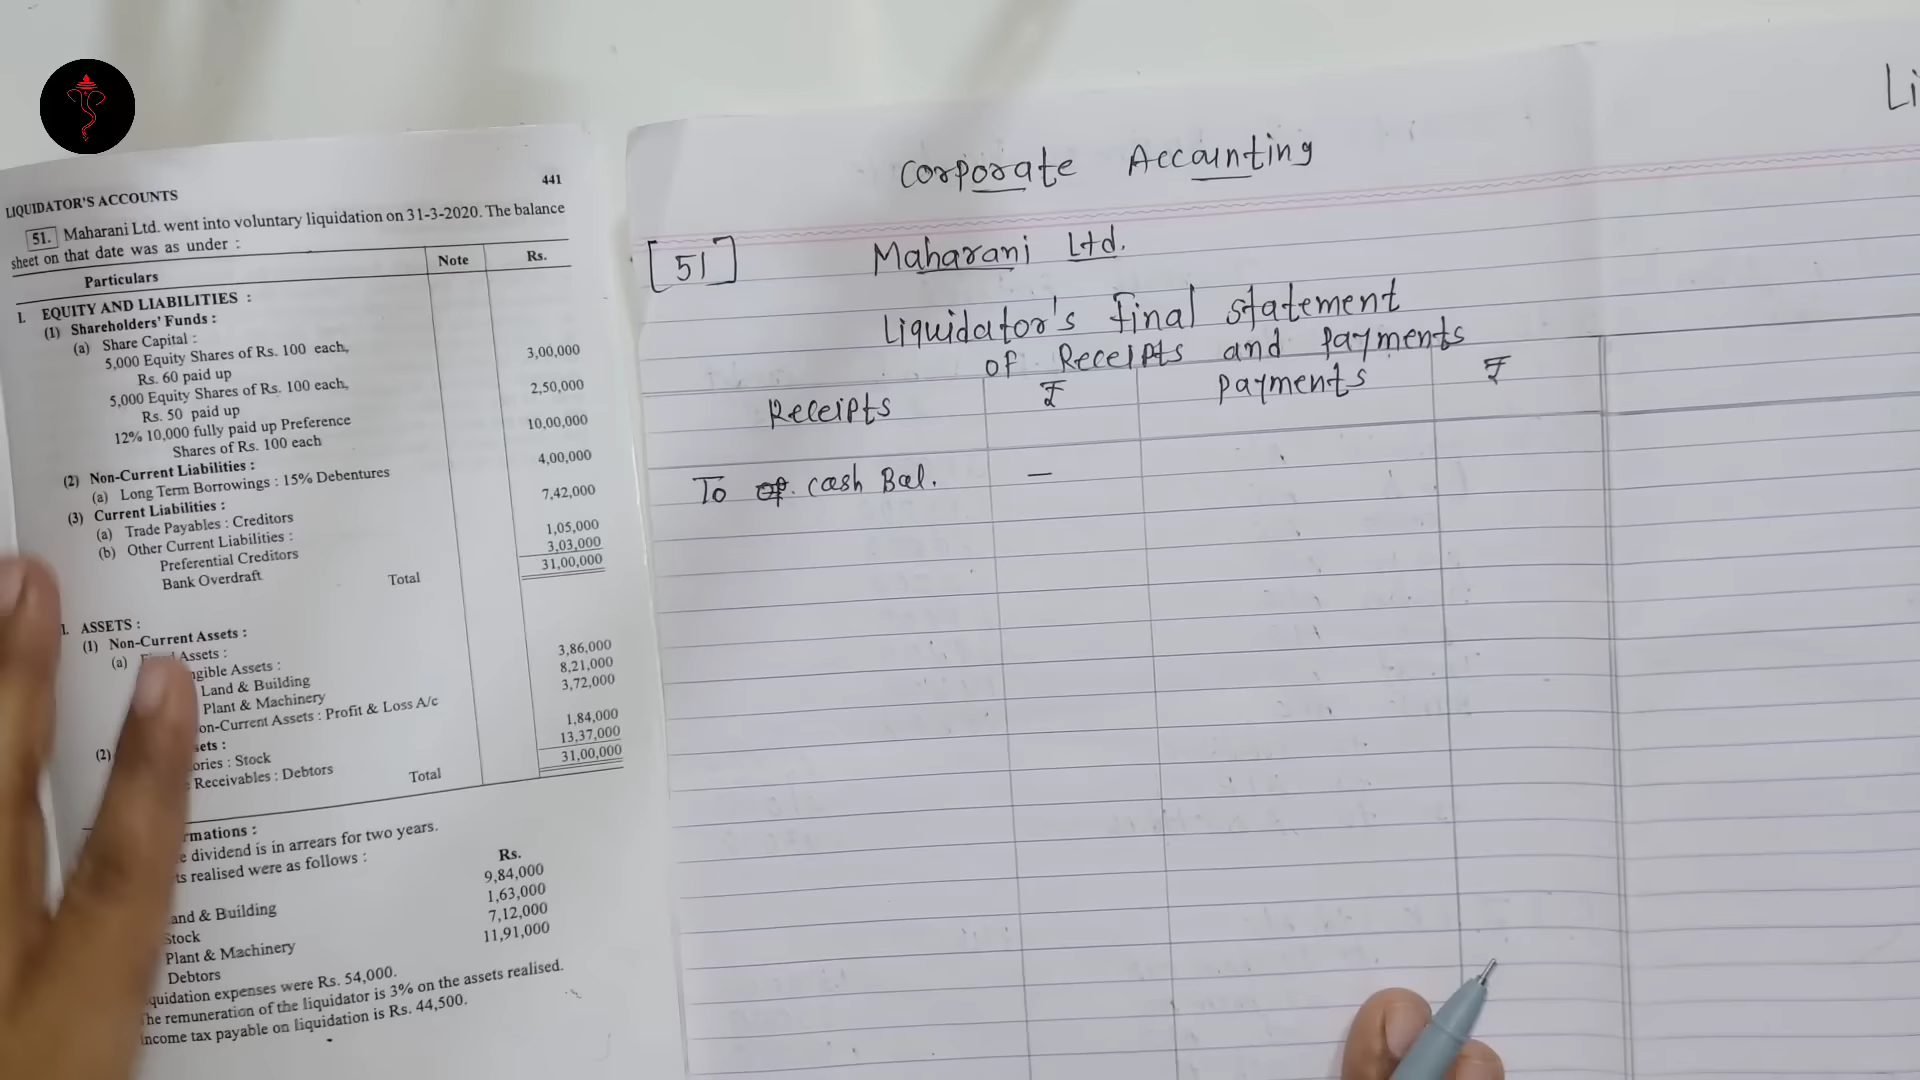 441
LIQUIDATOR'S ACCOUNTS
51. Maharani Ltd. went into voluntary liquidation on 31-3-2020. The balance
sheet on that date was as under :
Particulars Note Rs.
I. EQUITY AND LIABILITIES :
(1) Shareholders' Funds :
(a) Share Capital :
5,000 Equity Shares of Rs. 100 each,
Rs. 60 paid up 3,00,000
5,000 Equity Shares of Rs. 100 each,
Rs. 50 paid up 2,50,000
12% 10,000 fully paid up Preference
Shares of Rs. 100 each 10,00,000
(2) Non-Current Liabilities :
(a) Long Term Borrowings : 15% Debentures 4,00,000
(3) Current Liabilities :
(a) Trade Payables : Creditors 7,42,000
(b) Other Current Liabilities :
Preferential Creditors 1,05,000
Bank Overdraft 3,03,000
Total 31,00,000
I. ASSETS :
(1) Non-Current Assets :
(a) Assets :
gible Assets :
Land & Building 3,86,000
Plant & Machinery 8,21,000
on-Current Assets : Profit & Loss A/c 3,72,000
(2) sets :
ories : Stock 1,84,000
Receivables : Debtors 13,37,000
Total 31,00,000
rmations :
e dividend is in arrears for two years.
ts realised were as follows :
Rs.
and & Building 9,84,000
Stock 1,63,000
Plant & Machinery 7,12,000
Debtors 11,91,000
quidation expenses were Rs. 54,000.
he remuneration of the liquidator is 3% on the assets realised.
income tax payable on liquidation is Rs. 44,500.
Li
Corporate Accounting
[51] Maharani Ltd.
Liquidator's Final Statement
of Receipts and Payments
Receipts ₹ Payments ₹
To cash Bal. —